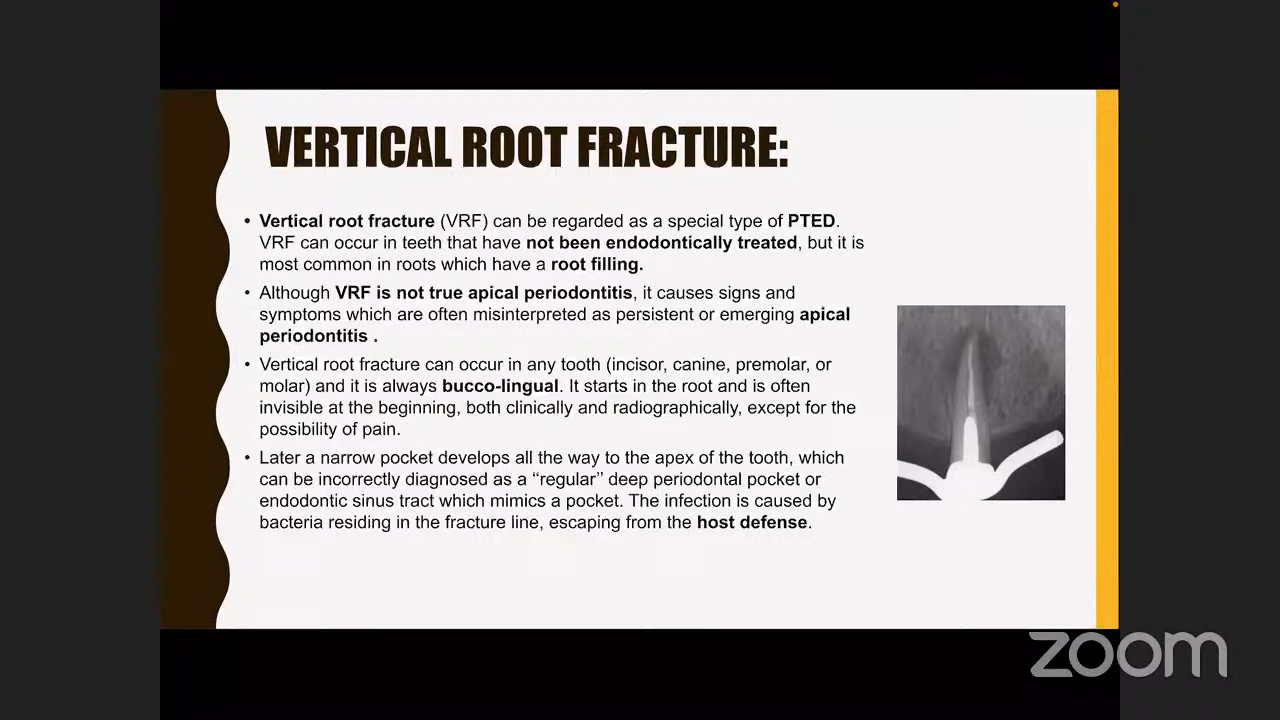 VERTICAL ROOT FRACTURE:
• Vertical root fracture (VRF) can be regarded as a special type of PTED.
VRF can occur in teeth that have not been endodontically treated, but it is
most common in roots which have a root filling.
• Although VRF is not true apical periodontitis, it causes signs and
symptoms which are often misinterpreted as persistent or emerging apical
periodontitis .
• Vertical root fracture can occur in any tooth (incisor, canine, premolar, or
molar) and it is always bucco-lingual. It starts in the root and is often
invisible at the beginning, both clinically and radiographically, except for the
possibility of pain.
• Later a narrow pocket develops all the way to the apex of the tooth, which
can be incorrectly diagnosed as a ‘‘regular’’ deep periodontal pocket or
endodontic sinus tract which mimics a pocket. The infection is caused by
bacteria residing in the fracture line, escaping from the host defense.
zoom